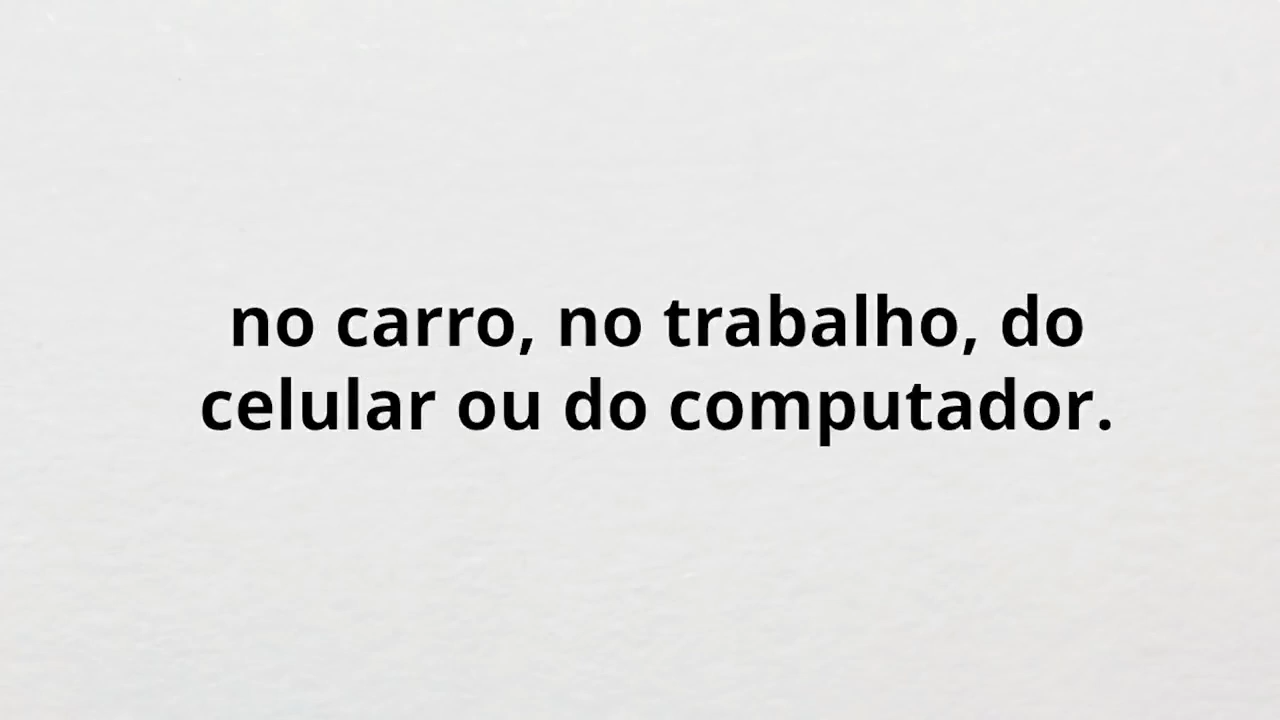 no carro, no trabalho, do
celular ou do computador.